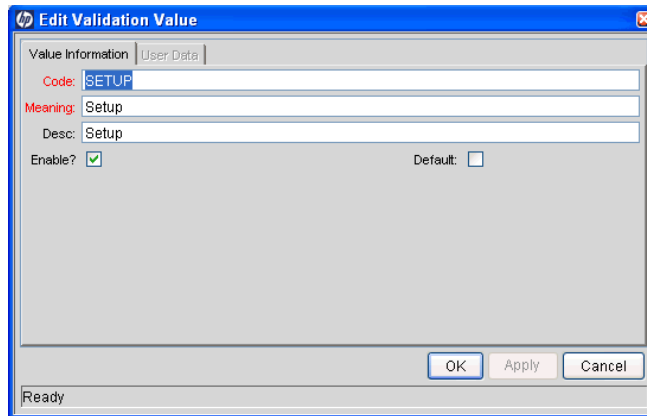 hp Edit Validation Value
Value Information User Data
Code: SETUP
Meaning: Setup
Desc: Setup
Enable? Default:
OK Apply Cancel
Ready